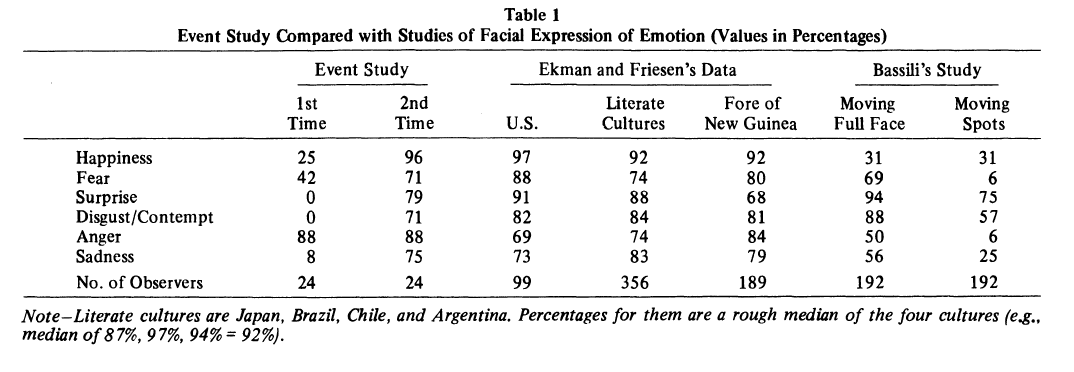 Table 1
Event Study Compared with Studies of Facial Expression of Emotion (Values in Percentages)
Event Study Ekman and Friesen's Data Bassili's Study
1st 2nd Literate Fore of Moving Moving
Time Time U.S. Cultures New Guinea Full Face Spots
Happiness 25 96 97 92 92 31 31
Fear 42 71 88 74 80 69 6
Surprise 0 79 91 88 68 94 75
Disgust/Contempt 0 71 82 84 81 88 57
Anger 88 88 69 74 84 50 6
Sadness 8 75 73 83 79 56 25
No. of Observers 24 24 99 356 189 192 192
Note—Literate cultures are Japan, Brazil, Chile, and Argentina. Percentages for them are a rough median of the four cultures (e.g.,
median of 87%, 97%, 94% = 92%).